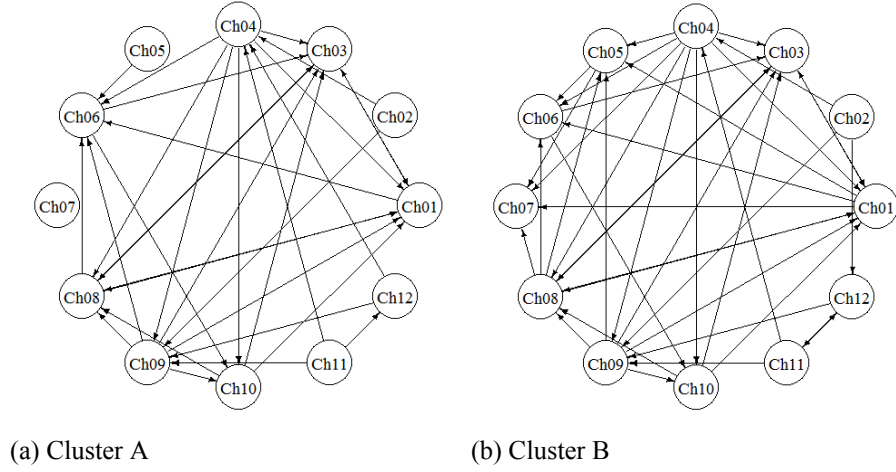 Ch04 Ch04
Ch05 Ch03 Ch05 Ch03
Ch06 Ch02 Ch06 Ch02
Ch07 Ch01 Ch07 Ch01
Ch08 Ch12 Ch08 Ch12
Ch09 Ch11 Ch09 Ch11
Ch10 Ch10
(a) Cluster A (b) Cluster B